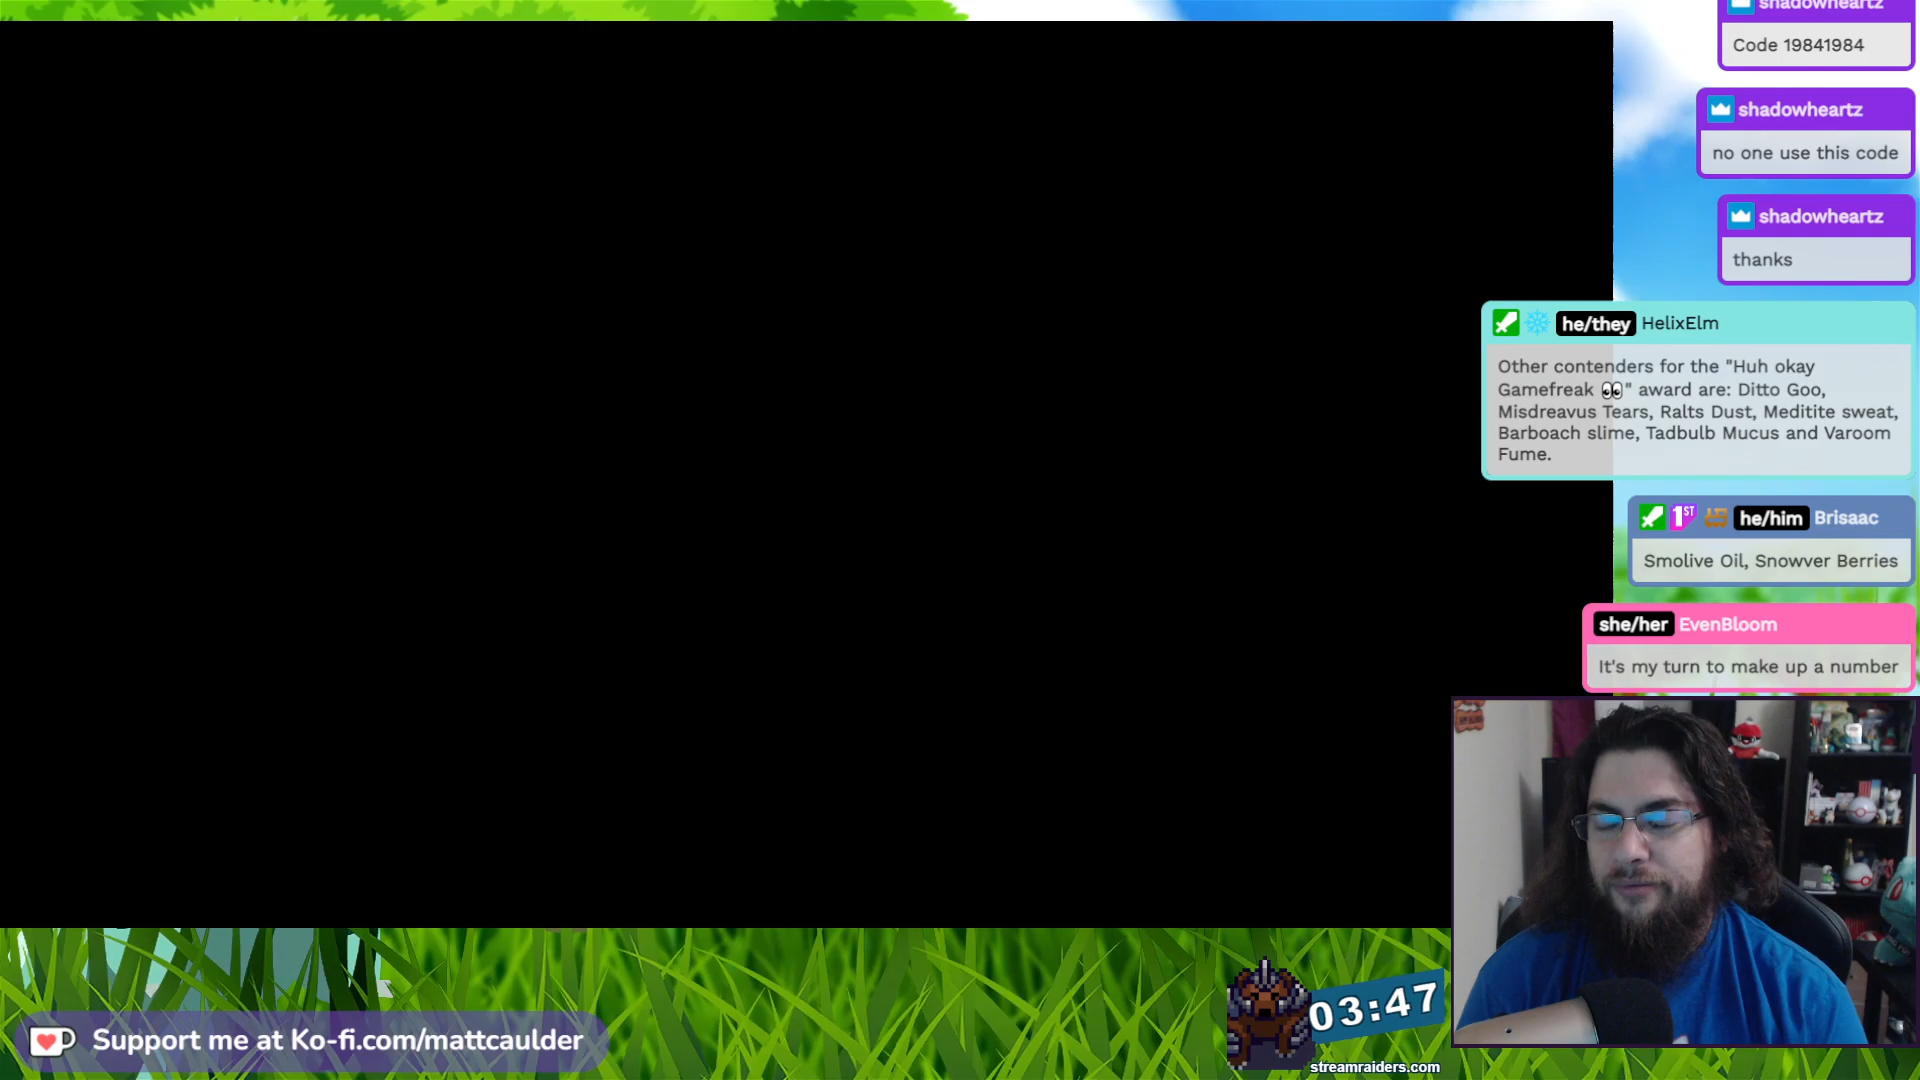 shadowheartz
Code 19841984
shadowheartz
no one use this code
shadowheartz
thanks
he/they HelixElm
Other contenders for the "Huh okay
Gamefreak 👀" award are: Ditto Goo,
Misdreavus Tears, Ralts Dust, Meditite sweat,
Barboach slime, Tadbulb Mucus and Varoom
Fume.
1ST he/him Brisaac
Smolive Oil, Snowver Berries
she/her EvenBloom
It's my turn to make up a number
03:47
streamraiders.com
Support me at Ko-fi.com/mattcaulder